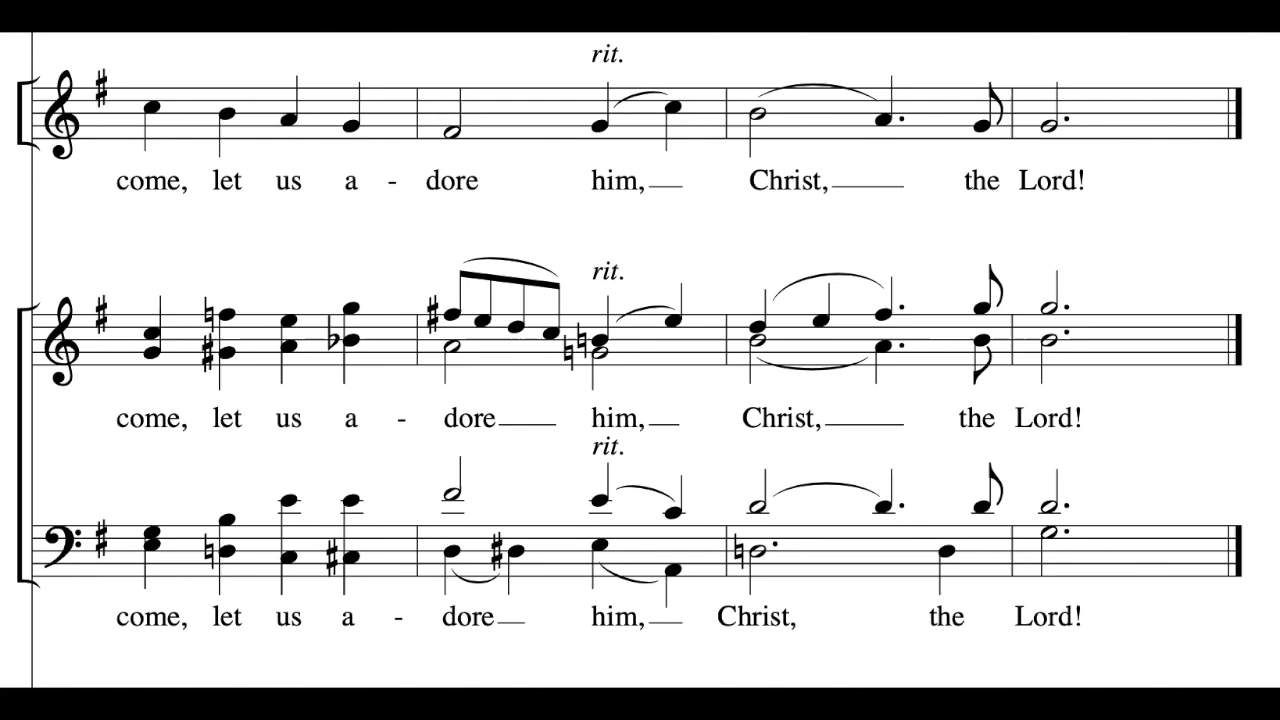 rit.
come, let us a - dore him, Christ, the Lord!
rit.
come, let us a - dore him, Christ, the Lord!
rit.
come, let us a - dore him, Christ, the Lord!